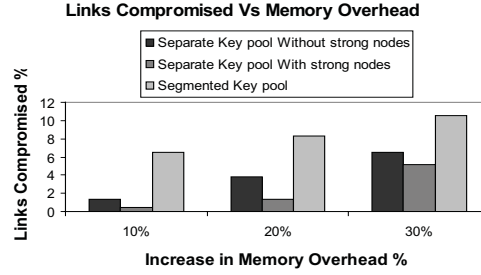 Links Compromised Vs Memory Overhead
Separate Key pool Without strong nodes
Separate Key pool With strong nodes
Segmented Key pool
Links Compromised %
12
10
8
6
4
2
0
10% 20% 30%
Increase in Memory Overhead %